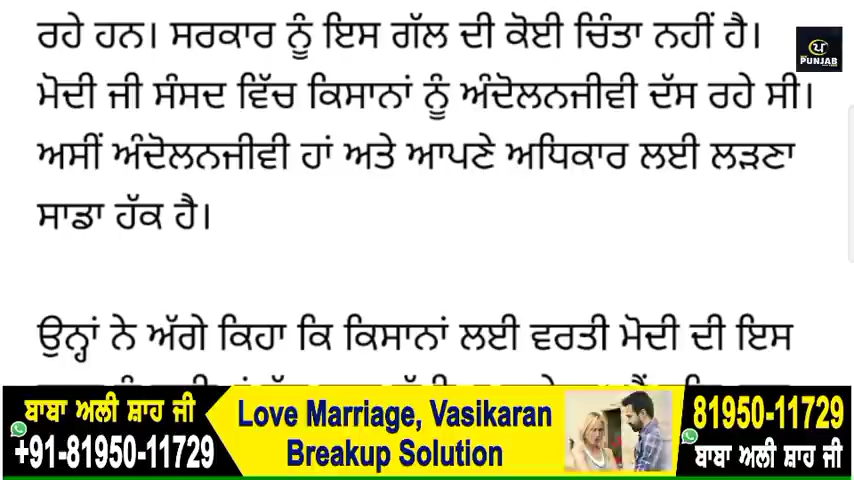 ਰਹੇ ਹਨ। ਸਰਕਾਰ ਨੂੰ ਇਸ ਗੱਲ ਦੀ ਕੋਈ ਚਿੰਤਾ ਨਹੀਂ ਹੈ।
ਪੰ
PUNJAB
ਮੋਦੀ ਜੀ ਸੰਸਦ ਵਿੱਚ ਕਿਸਾਨਾਂ ਨੂੰ ਅੰਦੋਲਨਜੀਵੀ ਦੱਸ ਰਹੇ ਸੀ।
ਅਸੀਂ ਅੰਦੋਲਨਜੀਵੀ ਹਾਂ ਅਤੇ ਆਪਣੇ ਅਧਿਕਾਰ ਲਈ ਲੜਣਾ
ਸਾਡਾ ਹੱਕ ਹੈ।
ਉਨ੍ਹਾਂ ਨੇ ਅੱਗੇ ਕਿਹਾ ਕਿ ਕਿਸਾਨਾਂ ਲਈ ਵਰਤੀ ਮੋਦੀ ਦੀ ਇਸ
ਬਾਬਾ ਅਲੀ ਸ਼ਾਹ ਜੀ
+91-81950-11729
Love Marriage, Vasikaran
Breakup Solution
81950-11729
ਬਾਬਾ ਅਲੀ ਸ਼ਾਹ ਜੀ